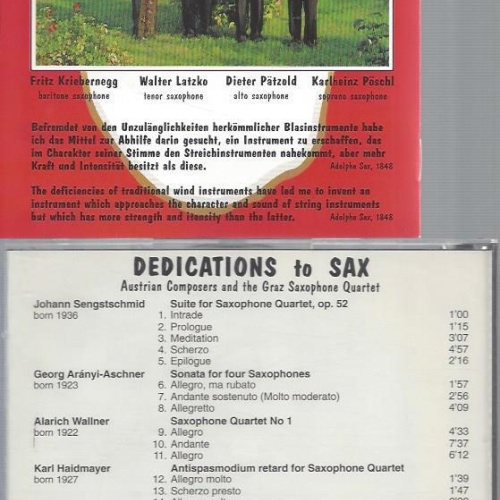 Fritz Kriebernegg Walter Latzko Dieter Pätzold Karlheinz Pöschl
baritone saxophone tenor saxophone alto saxophone soprano saxophone
Befremdet von den Unzulänglichkeiten herkömmlicher Blasinstrumente habe
ich das Mittel zur Abhilfe darin gesucht, ein Instrument zu erschaffen, das
im Charakter seiner Stimme den Streichinstrumenten nahekommt, aber mehr
Kraft und Intensität besitzt als diese. Adolphe Sax, 1848
The deficiencies of traditional wind instruments have led me to invent an
instrument which approaches the character and sound of string instruments
but which has more strength and itensity than the latter. Adolphe Sax, 1848
DEDICATIONS to SAX
Austrian Composers and the Graz Saxophone Quartet
Johann Sengstschmid Suite for Saxophone Quartet, op. 52
born 1936 1. Intrade 1'00
2. Prologue 1'15
3. Meditation 3'07
4. Scherzo 4'57
5. Epilogue 2'16
Georg Arányi-Aschner Sonata for four Saxophones
born 1923 6. Allegro, ma rubato 1'57
7. Andante sostenuto (Molto moderato) 2'56
8. Allegretto 4'09
Alarich Wallner Saxophone Quartet No 1
born 1922 9. Allegro 4'33
10. Andante 7'37
11. Allegro 6'12
Karl Haidmayer Antispasmodium retard for Saxophone Quartet
born 1927 12. Allegro molto 1'39
13. Scherzo presto 1'47